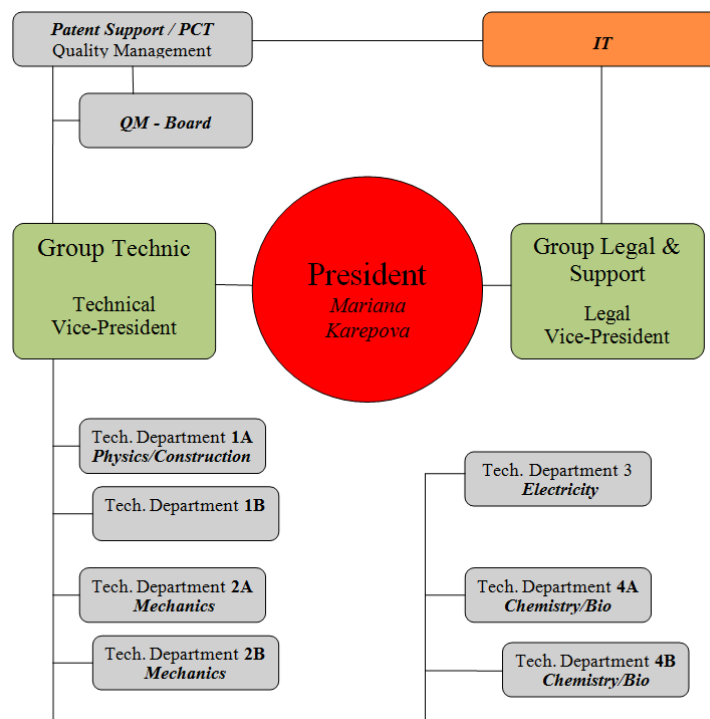 Patent Support / PCT
Quality Management
IT
QM - Board
Group Technic
Technical
Vice-President
President
Mariana
Karepova
Group Legal &
Support
Legal
Vice-President
Tech. Department 1A
Physics/Construction
Tech. Department 1B
Tech. Department 2A
Mechanics
Tech. Department 2B
Mechanics
Tech. Department 3
Electricity
Tech. Department 4A
Chemistry/Bio
Tech. Department 4B
Chemistry/Bio